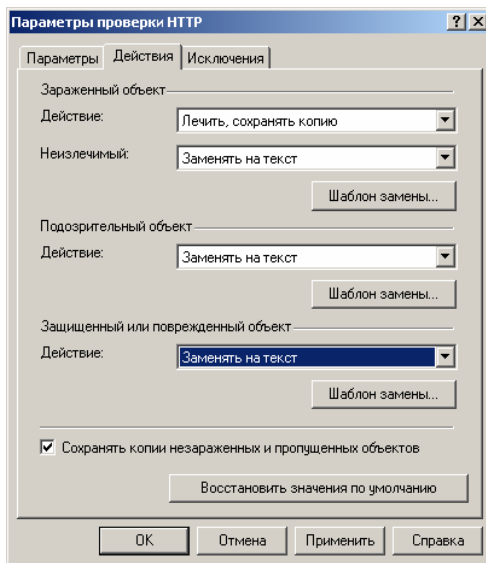 Параметры проверки HTTP
Параметры Действия Исключения
Зараженный объект
Действие: Лечить, сохранять копию
Неизлечимый: Заменять на текст
Шаблон замены...
Подозрительный объект
Действие: Заменять на текст
Шаблон замены...
Защищенный или поврежденный объект
Действие: Заменять на текст
Шаблон замены...
Сохранять копии незараженных и пропущенных объектов
Восстановить значения по умолчанию
OK Отмена Применить Справка